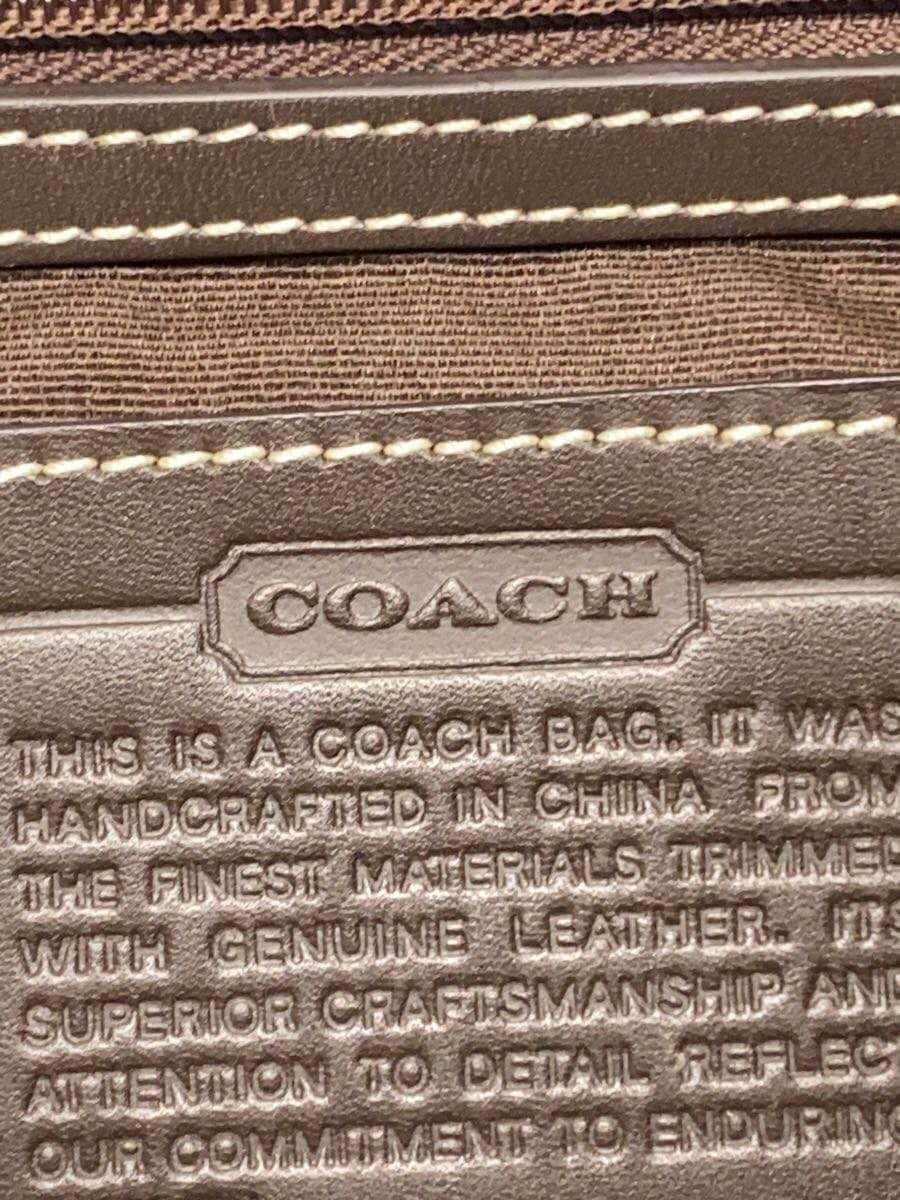 COACH
THIS IS A COACH BAG. IT WAS
HANDCRAFTED IN CHINA FROM
THE FINEST MATERIALS TRIMMED
WITH GENUINE LEATHER. ITS
SUPERIOR CRAFTSMANSHIP AND
ATTENTION TO DETAIL REFLECT
OUR COMMITMENT TO ENDURING